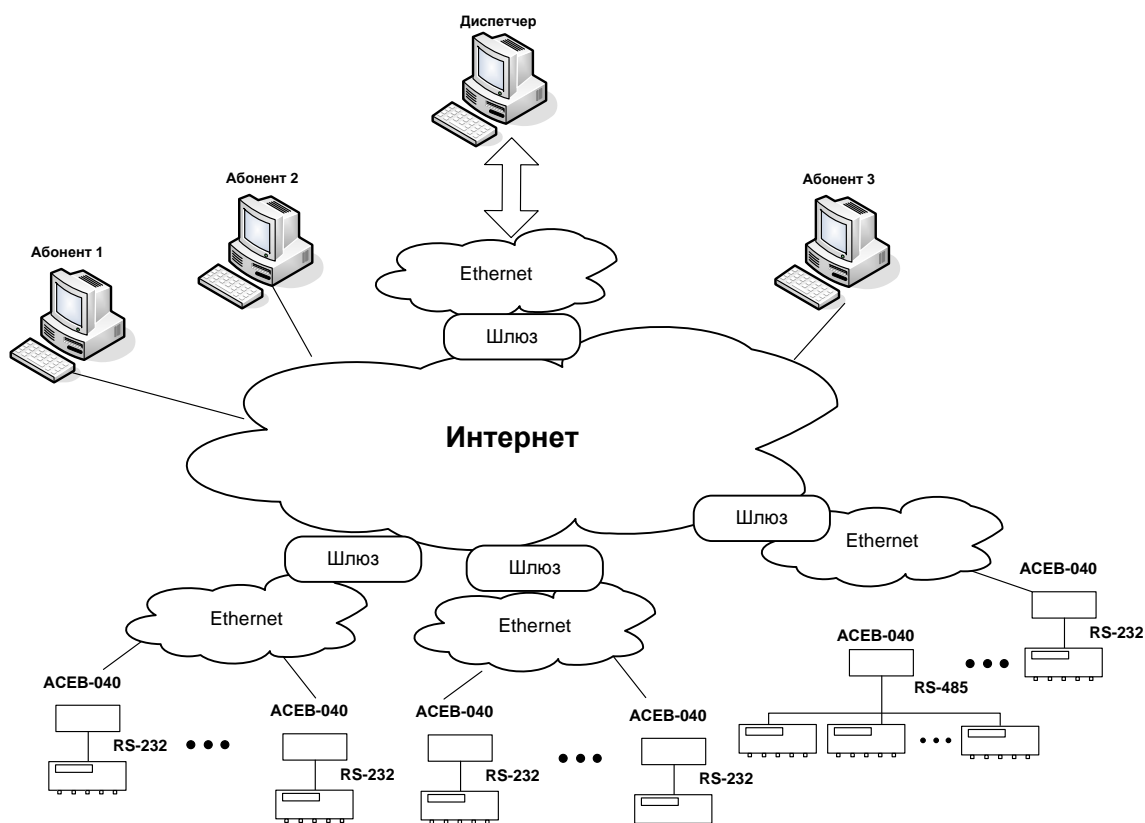 Диспетчер
Абонент 2
Абонент 3
Абонент 1
Ethernet
Шлюз
Интернет
Шлюз
Ethernet
Шлюз
Шлюз
Ethernet
Ethernet
ACEB-040
RS-232
ACEB-040
RS-485
ACEB-040
RS-232
ACEB-040
RS-232
ACEB-040
RS-232
ACEB-040
RS-232